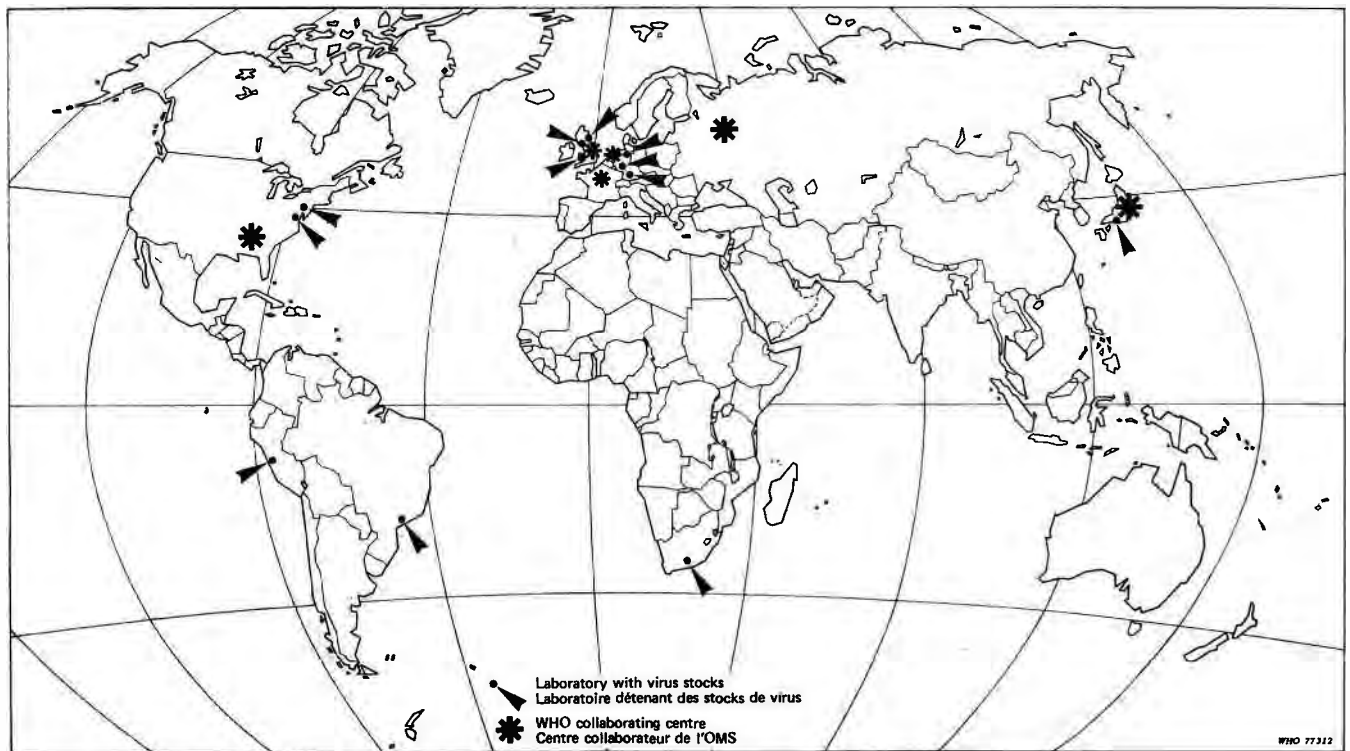 Laboratory with virus stocks
Laboratoire détenant des stocks de virus
WHO collaborating centre
Centre collaborateur de l'OMS
WHO 77312